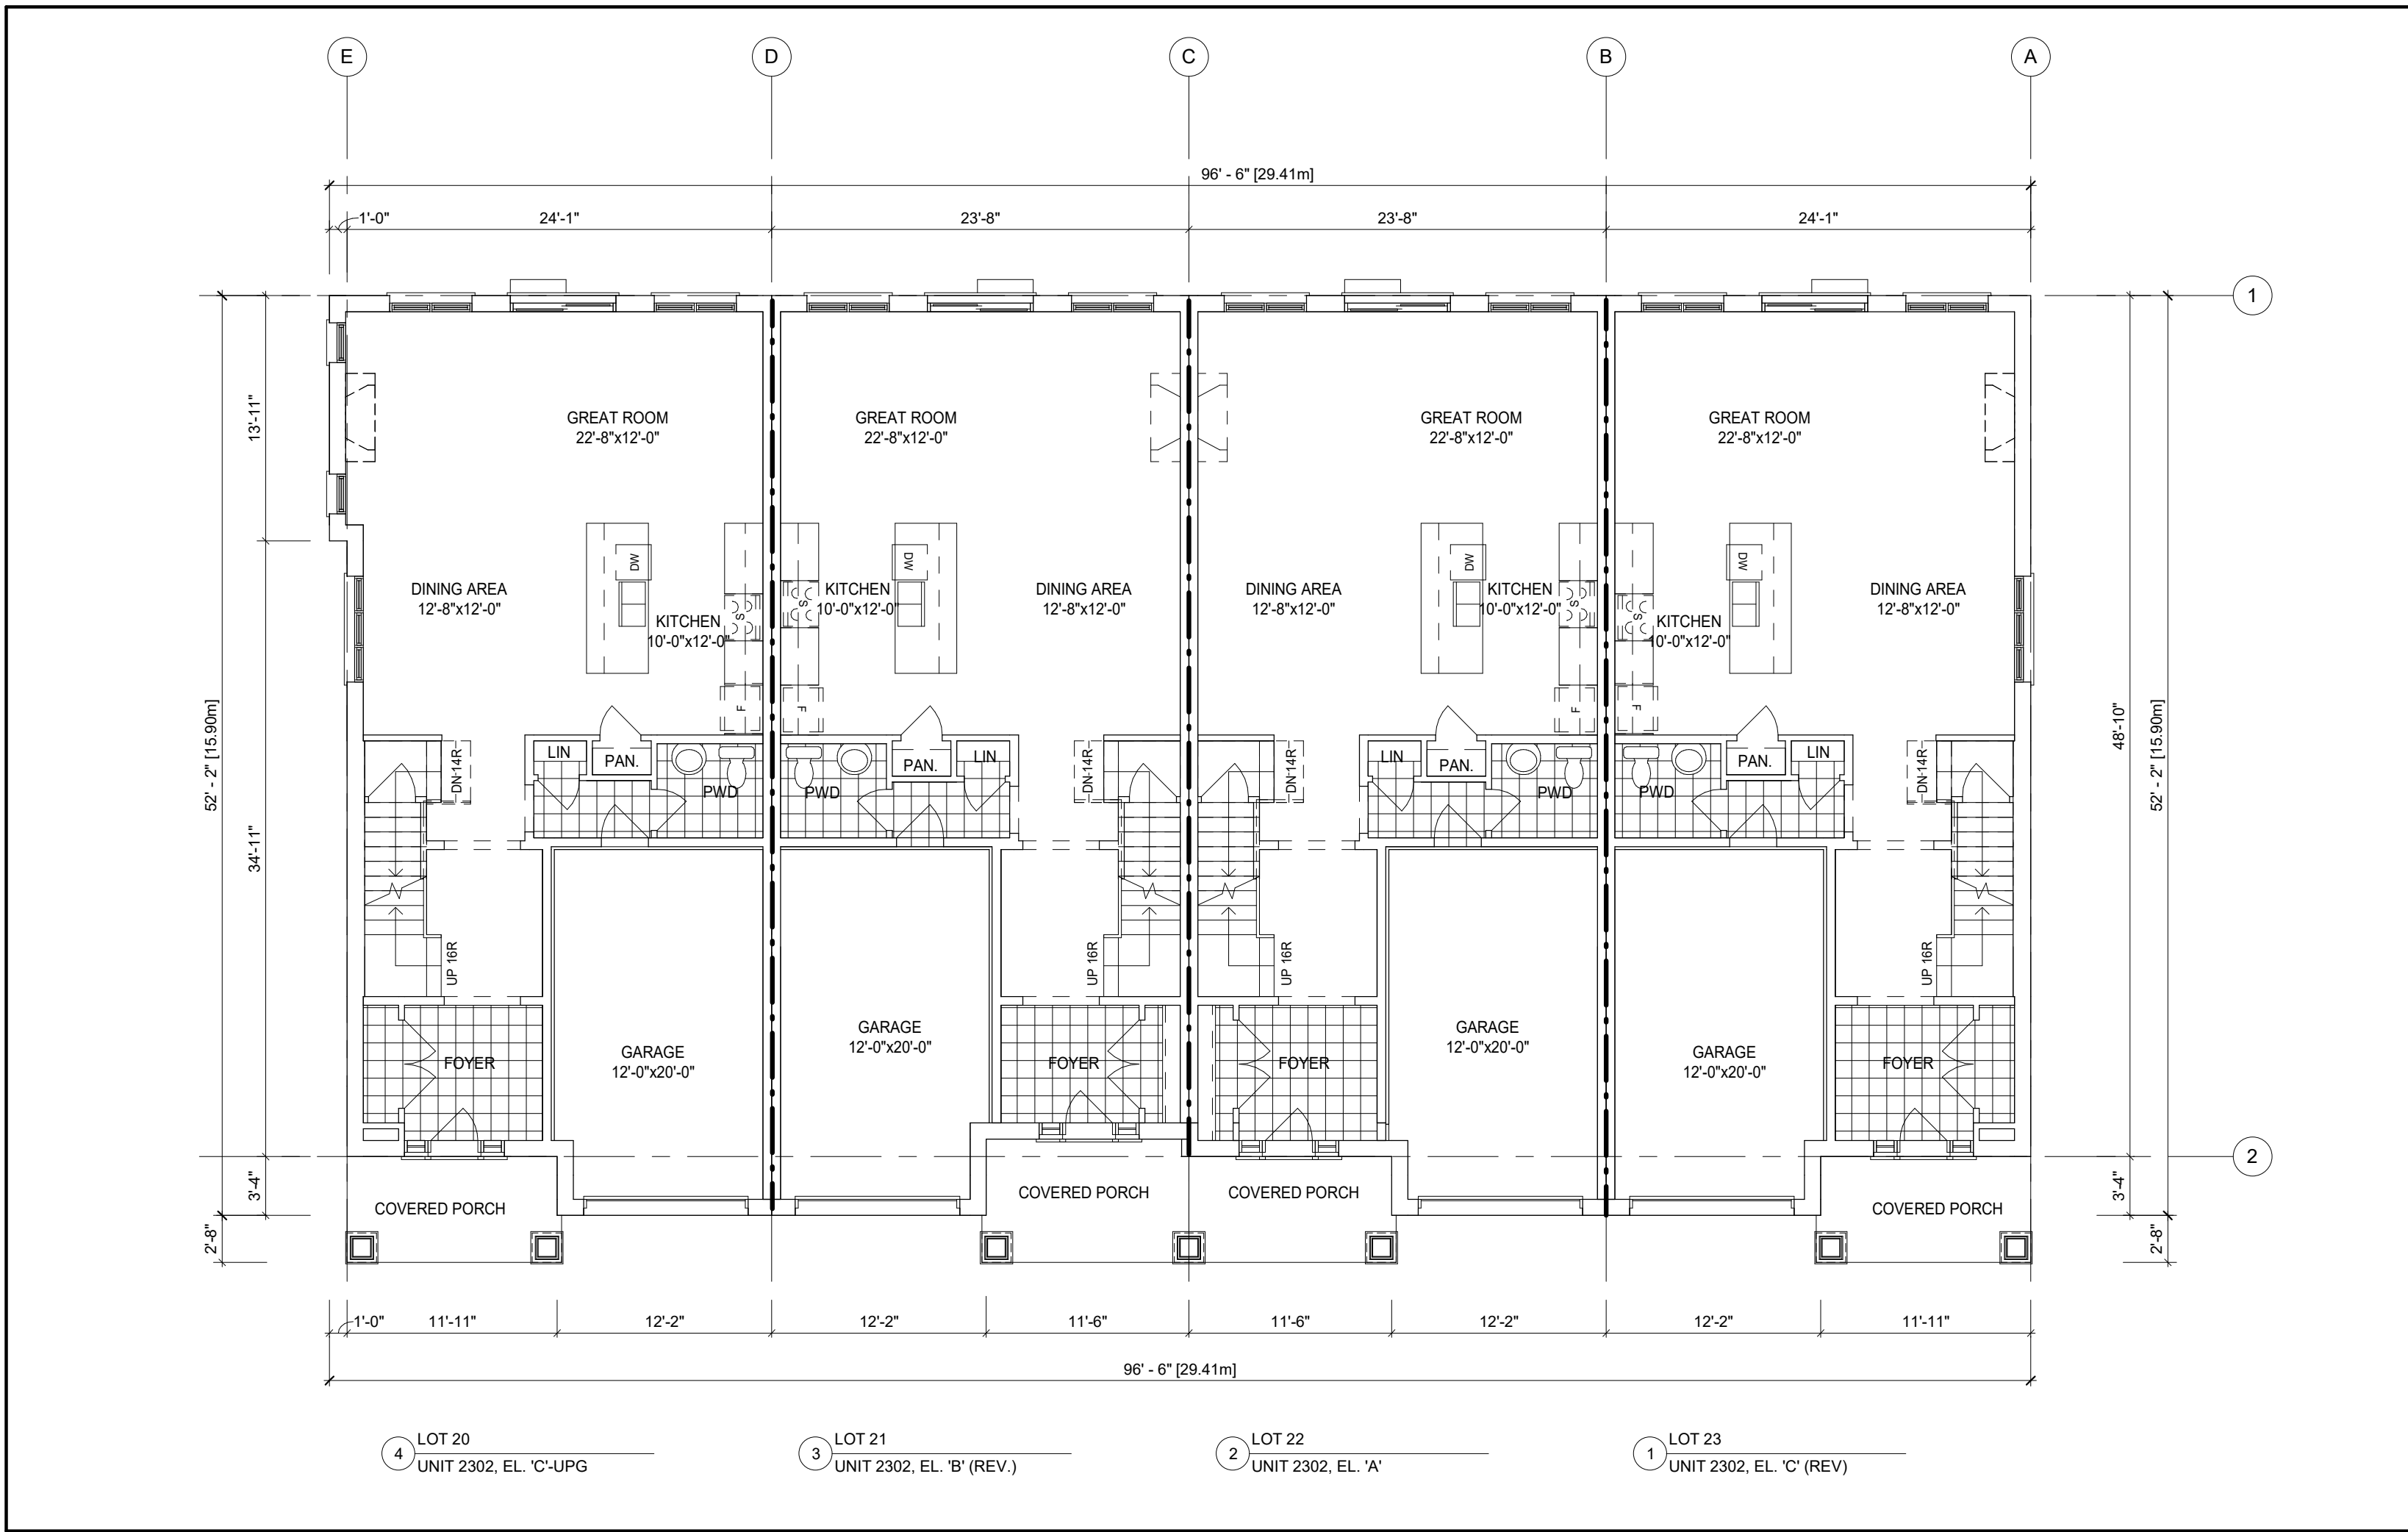 E
D
C
B
A
96' - 6" [29.41m]
1'-0"
24'-1"
23'-8"
23'-8"
24'-1"
1
13'-11"
GREAT ROOM
22'-8"x12'-0"
GREAT ROOM
22'-8"x12'-0"
GREAT ROOM
22'-8"x12'-0"
GREAT ROOM
22'-8"x12'-0"
DW
DW
DW
DW
DINING AREA
12'-8"x12'-0"
KITCHEN
10'-0"x12'-0"
S
F
KITCHEN
10'-0"x12'-0"
S
F
DINING AREA
12'-8"x12'-0"
DINING AREA
12'-8"x12'-0"
KITCHEN
10'-0"x12'-0"
S
F
KITCHEN
10'-0"x12'-0"
S
F
DINING AREA
12'-8"x12'-0"
52' - 2" [15.90m]
48'-10"
52' - 2" [15.90m]
DN-14R
LIN
PAN.
PWD
PWD
PAN.
LIN
DN-14R
DN-14R
LIN
PAN.
PWD
PWD
PAN.
LIN
DN-14R
34'-11"
UP 16R
UP 16R
UP 16R
UP 16R
FOYER
GARAGE
12'-0"x20'-0"
GARAGE
12'-0"x20'-0"
FOYER
FOYER
GARAGE
12'-0"x20'-0"
GARAGE
12'-0"x20'-0"
FOYER
2
3'-4"
COVERED PORCH
COVERED PORCH
COVERED PORCH
COVERED PORCH
3'-4"
2'-8"
2'-8"
1'-0"
11'-11"
12'-2"
12'-2"
11'-6"
11'-6"
12'-2"
12'-2"
11'-11"
96' - 6" [29.41m]
4
LOT 20
UNIT 2302, EL. 'C'-UPG
3
LOT 21
UNIT 2302, EL. 'B' (REV.)
2
LOT 22
UNIT 2302, EL. 'A'
1
LOT 23
UNIT 2302, EL. 'C' (REV)